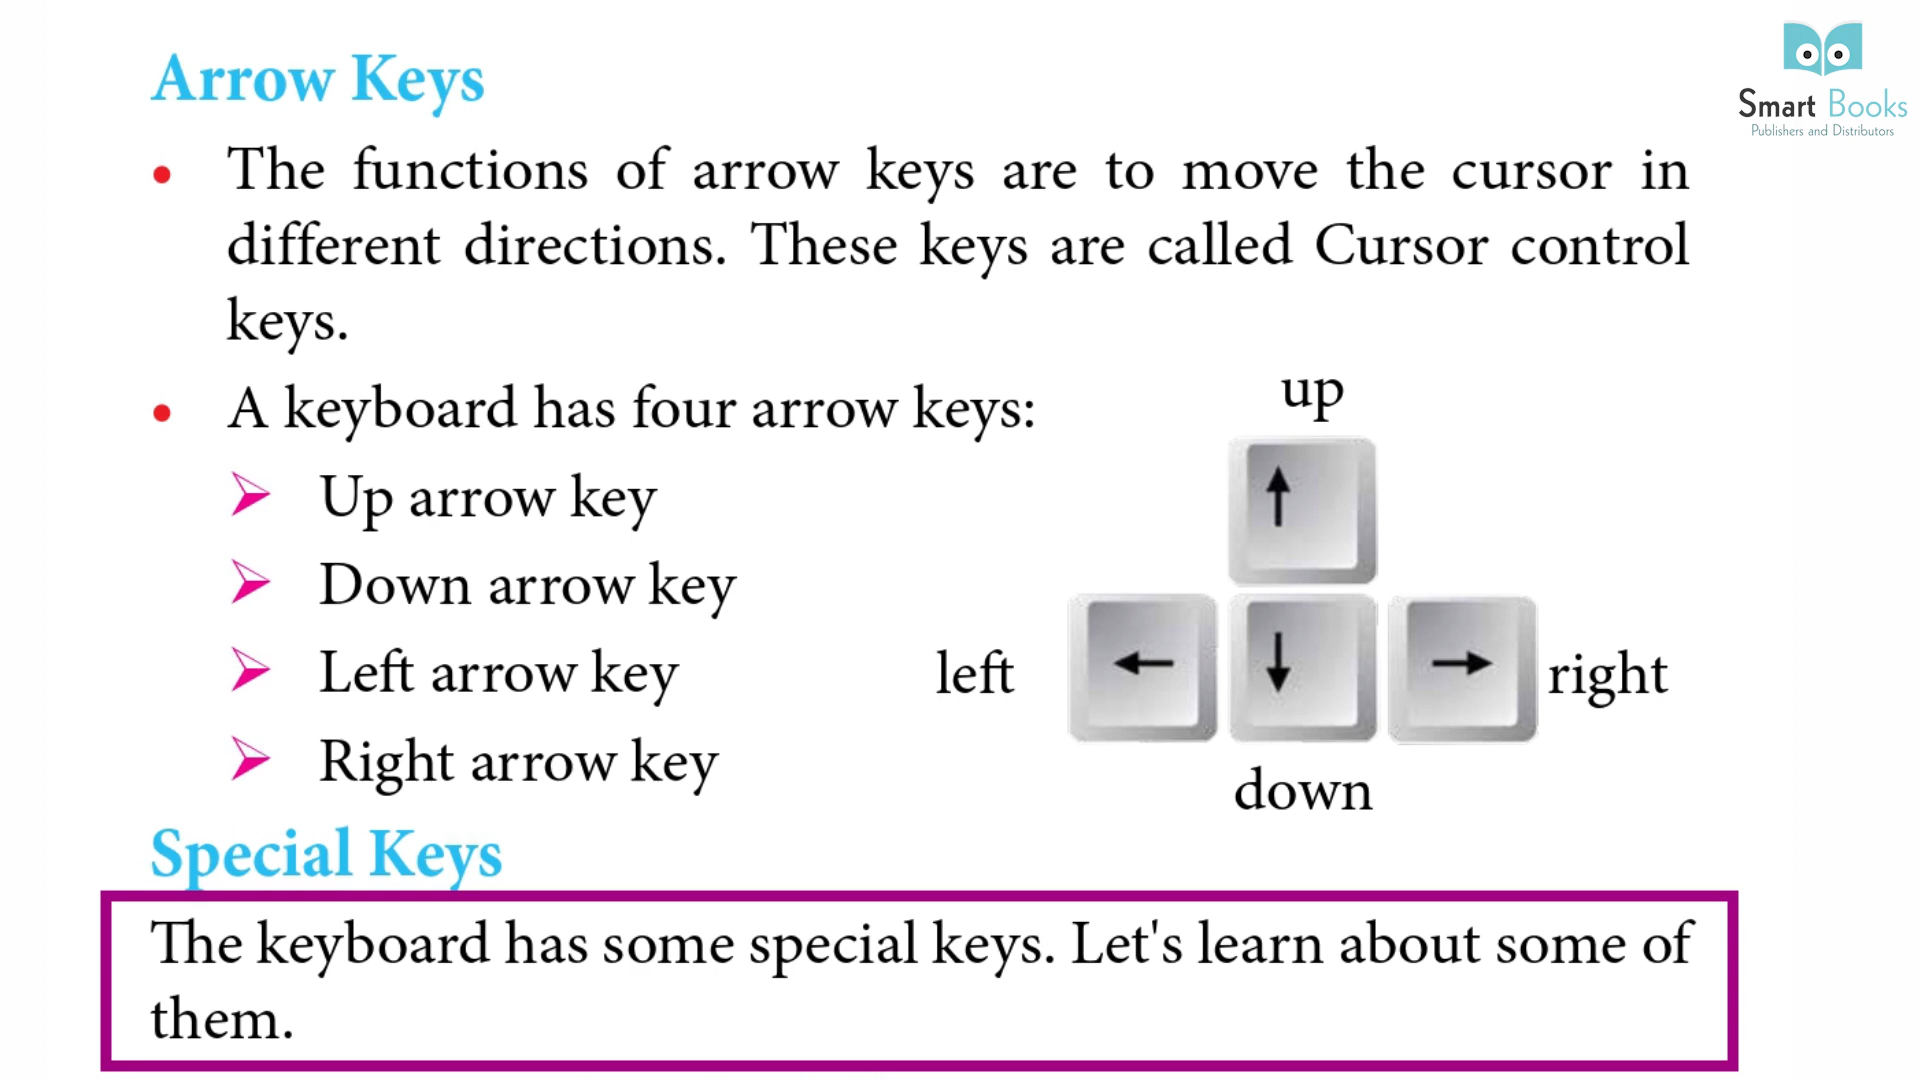 Smart Books
Publishers and Distributors
Arrow Keys
• The functions of arrow keys are to move the cursor in
different directions. These keys are called Cursor control
keys.
• A keyboard has four arrow keys:
➢ Up arrow key
➢ Down arrow key
➢ Left arrow key
➢ Right arrow key
up
↑
left
← ↓ →
right
down
Special Keys
The keyboard has some special keys. Let's learn about some of
them.